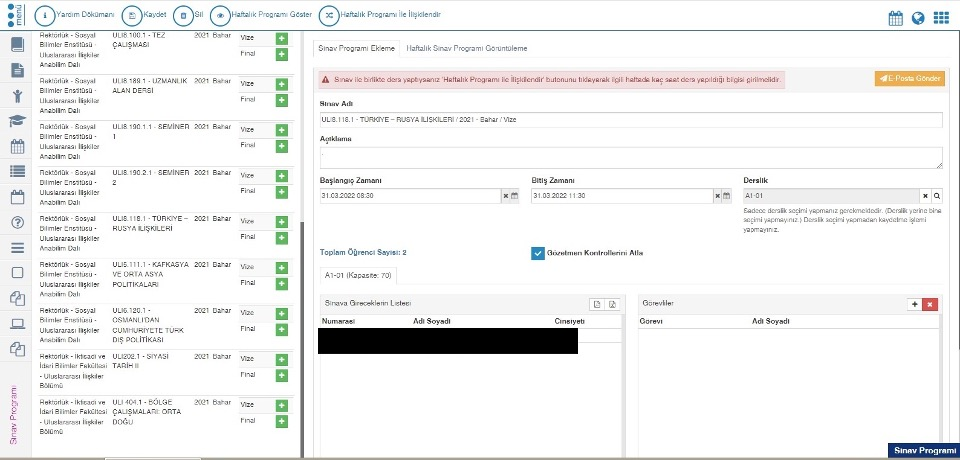 menü
Yardım Dökümanı
Kaydet
Sil
Haftalık Programı Göster
Haftalık Programı İle İlişkilendir
Rektörlük - Sosyal Bilimler Enstitüsü - Uluslararası İlişkiler Anabilim Dalı
ULI8.100.1 - TEZ ÇALIŞMASI
2021 Bahar
Vize
Final
Rektörlük - Sosyal Bilimler Enstitüsü - Uluslararası İlişkiler Anabilim Dalı
ULI8.189.1 - UZMANLIK ALAN DERSİ
2021 Bahar
Vize
Final
Rektörlük - Sosyal Bilimler Enstitüsü - Uluslararası İlişkiler Anabilim Dalı
ULI8.190.1.1 - SEMİNER 1
2021 Bahar
Vize
Final
Rektörlük - Sosyal Bilimler Enstitüsü - Uluslararası İlişkiler Anabilim Dalı
ULI8.190.2.1 - SEMİNER 2
2021 Bahar
Vize
Final
Rektörlük - Sosyal Bilimler Enstitüsü - Uluslararası İlişkiler Anabilim Dalı
ULI8.118.1 - TÜRKİYE – RUSYA İLİŞKİLERİ
2021 Bahar
Vize
Final
Rektörlük - Sosyal Bilimler Enstitüsü - Uluslararası İlişkiler Anabilim Dalı
ULI6.111.1 - KAFKASYA VE ORTA ASYA POLİTİKALARI
2021 Bahar
Vize
Final
Rektörlük - Sosyal Bilimler Enstitüsü - Uluslararası İlişkiler Anabilim Dalı
ULI6.120.1 - OSMANLI'DAN CUMHURİYETE TÜRK DIŞ POLİTİKASI
2021 Bahar
Vize
Final
Rektörlük - İktisadi ve İdari Bilimler Fakültesi - Uluslararası İlişkiler Bölümü
ULI202.1 - SİYASİ TARİH II
2021 Bahar
Vize
Final
Rektörlük - İktisadi ve İdari Bilimler Fakültesi - Uluslararası İlişkiler Bölümü
ULI 404.1 - BÖLGE ÇALIŞMALARI: ORTA DOĞU
2021 Bahar
Vize
Final
Sınav Programı
Sınav Programı Ekleme
Haftalık Sınav Programı Görüntüleme
Sınav ile birlikte ders yaptıysanız 'Haftalık Programı ile İlişkilendir' butonunu tıklayarak ilgili haftada kaç saat ders yapıldığı bilgisi girilmelidir.
E-Posta Gönder
Sınav Adı
ULI8.118.1 - TÜRKİYE – RUSYA İLİŞKİLERİ / 2021 - Bahar / Vize
Açıklama
Başlangıç Zamanı
Bitiş Zamanı
Derslik
31.03.2022 08:30
31.03.2022 11:30
A1-01
Sadece derslik seçimi yapmanız gerekmektedir. (Derslik yerine bina
seçimi yapmayınız.) Derslik seçimi yapmadan kaydetme işlemi
yapmayınız.
Toplam Öğrenci Sayısı: 2
Gözetmen Kontrollerini Atla
A1-01 (Kapasite: 70)
Sınava Gireceklerin Listesi
Görevliler
Numarası
Adı Soyadı
Cinsiyeti
Görevi
Adı Soyadı
Sınav Programı